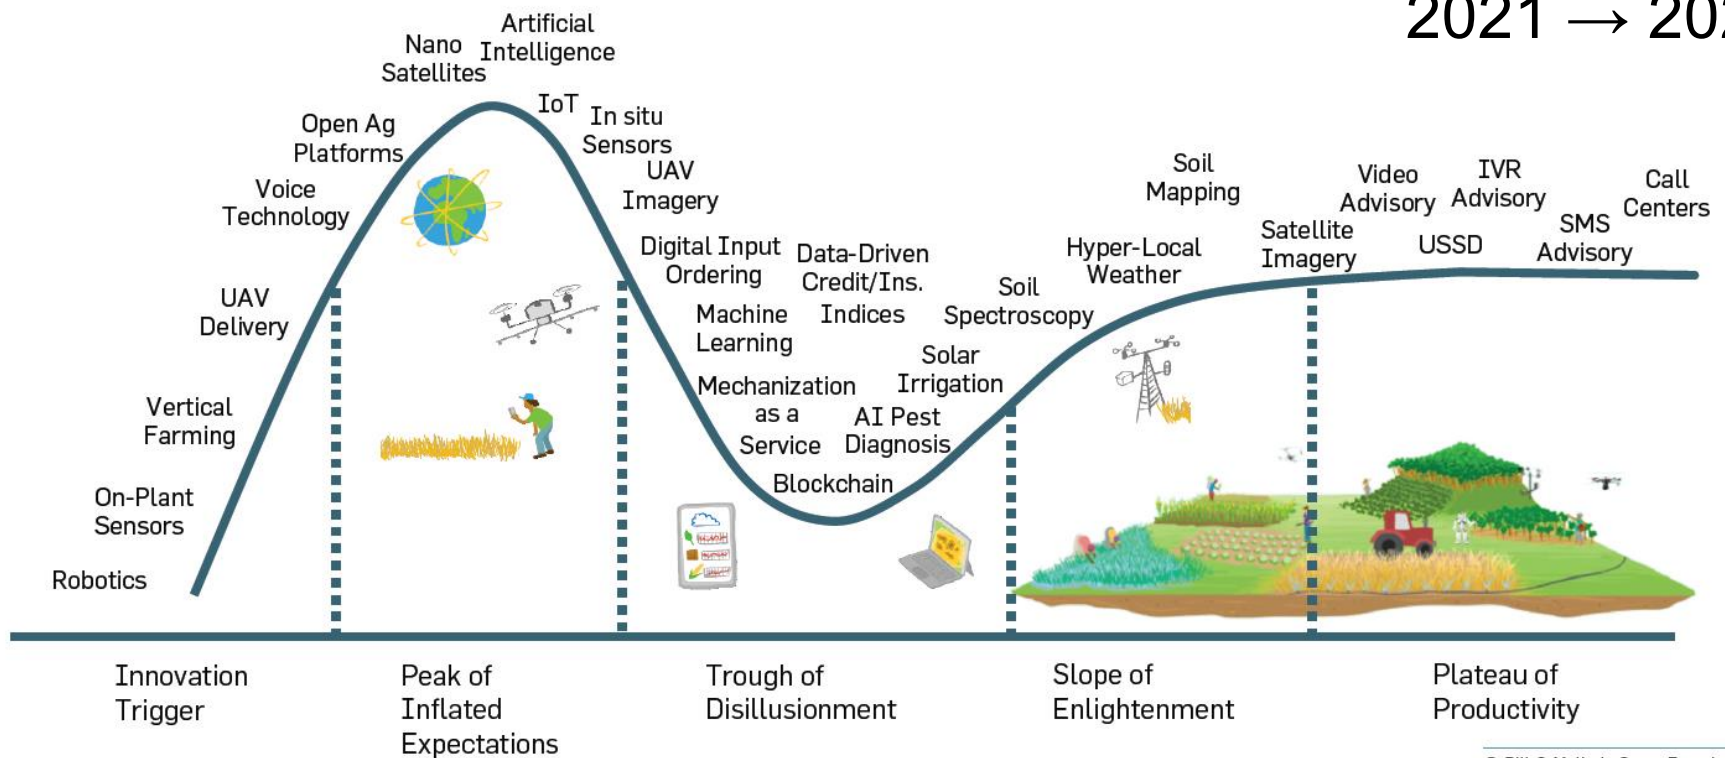 2021 →
Artificial
Intelligence
Nano
Satellites
IoT
In situ
Sensors
Open Ag
Platforms
UAV
Imagery
Voice
Technology
Soil
Mapping
Video
Advisory
IVR
Advisory
Call
Centers
Digital Input
Ordering
Data-Driven
Credit/Ins.
Hyper-Local
Weather
Satellite
Imagery
USSD
SMS
Advisory
UAV
Delivery
Machine
Learning
Indices
Soil
Spectroscopy
Solar
Irrigation
Mechanization
as a
Service
AI Pest
Diagnosis
Vertical
Farming
Blockchain
On-Plant
Sensors
Robotics
Innovation
Trigger
Peak of
Inflated
Expectations
Trough of
Disillusionment
Slope of
Enlightenment
Plateau of
Productivity